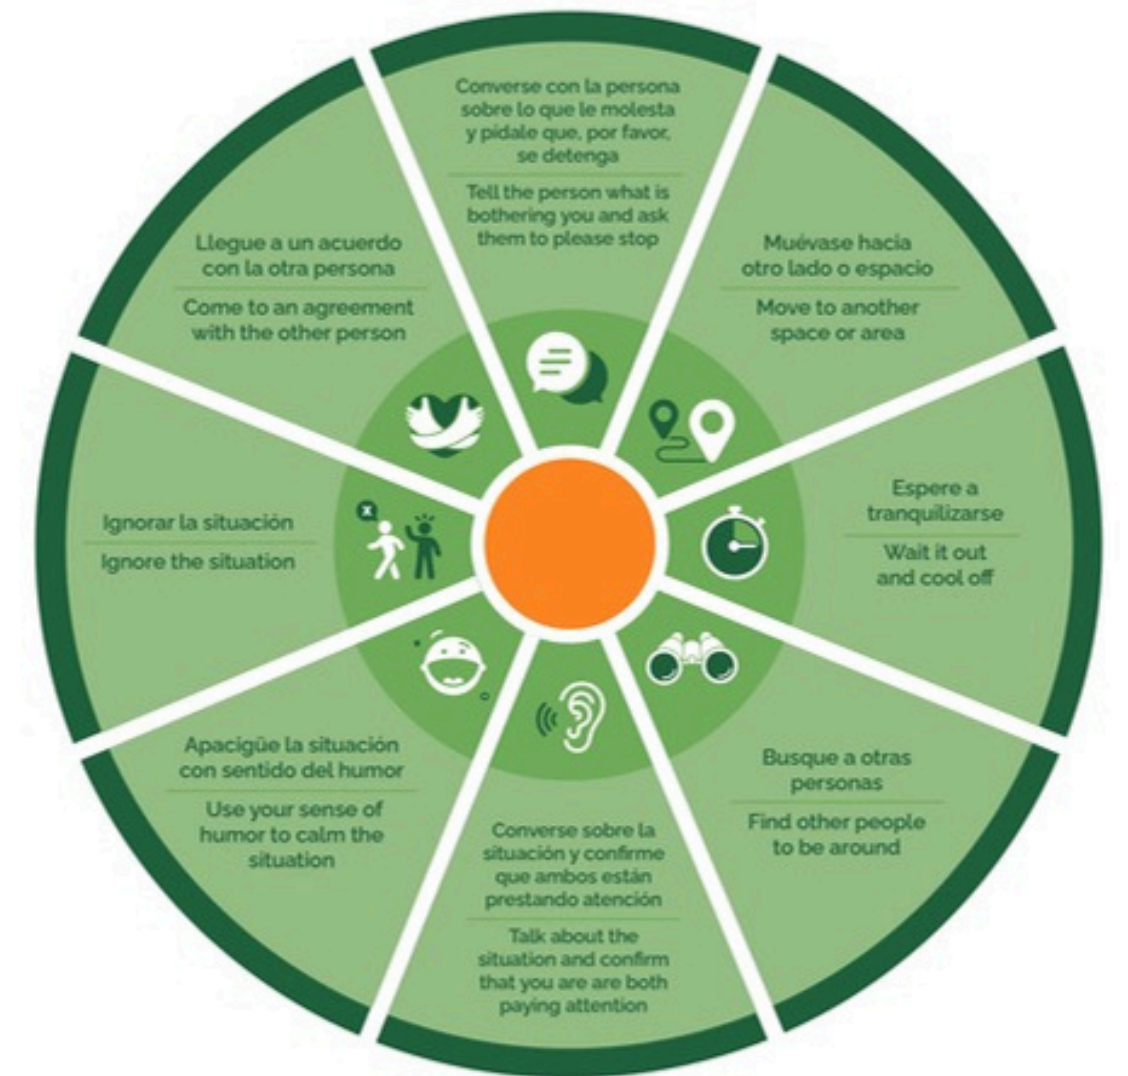 Converse con la persona
sobre lo que le molesta
y pídale que, por favor,
se detenga
Tell the person what is
bothering you and ask
them to please stop
Muévase hacia
otro lado o espacio
Move to another
space or area
Espere a
tranquilizarse
Wait it out
and cool off
Busque a otras
personas
Find other people
to be around
Converse sobre la
situación y confirme
que ambos están
prestando atención
Talk about the
situation and confirm
that you are are both
paying attention
Apacigüe la situación
con sentido del humor
Use your sense of
humor to calm the
situation
Ignorar la situación
Ignore the situation
x
Llegue a un acuerdo
con la otra persona
Come to an agreement
with the other person